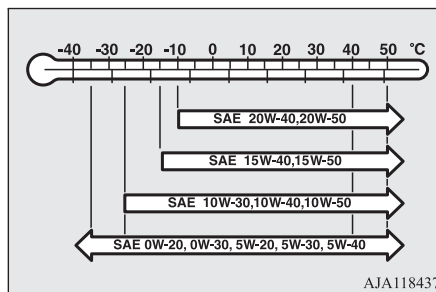 -40 -30 -20 -10 0 10 20 30 40 50 °C
SAE 20W-40,20W-50
SAE 15W-40,15W-50
SAE 10W-30,10W-40,10W-50
SAE 0W-20, 0W-30, 5W-20, 5W-30, 5W-40
AJA118437